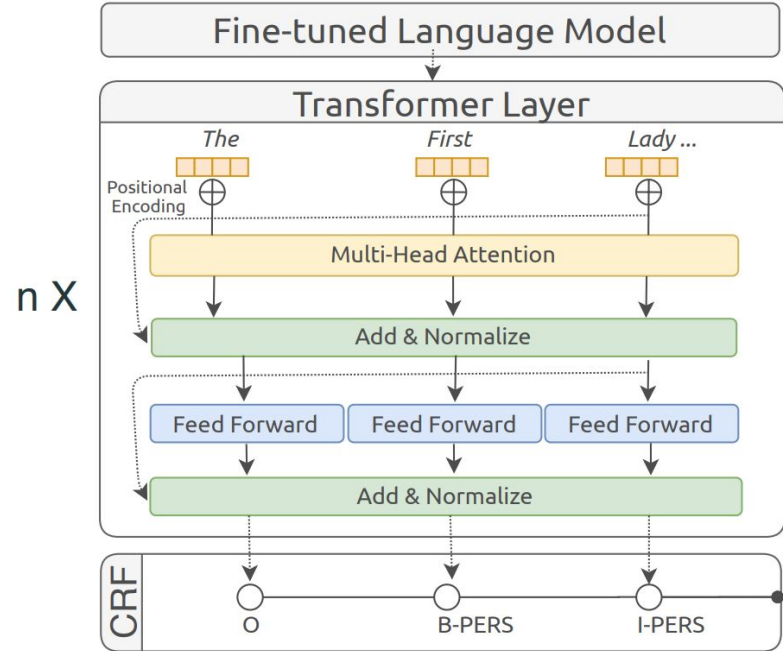 Fine-tuned Language Model
Transformer Layer
The First Lady ...
Positional
Encoding
Multi-Head Attention
n X
Add & Normalize
Feed Forward Feed Forward Feed Forward
Add & Normalize
CRF
O B-PERS I-PERS